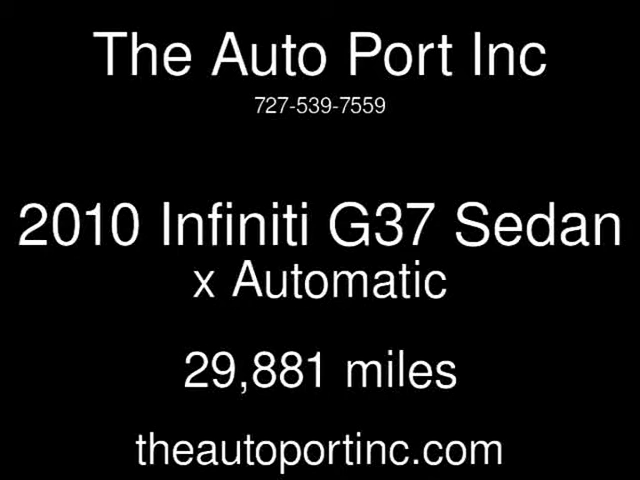 The Auto Port Inc
727-539-7559
2010 Infiniti G37 Sedan
x Automatic
29,881 miles
theautoportinc.com